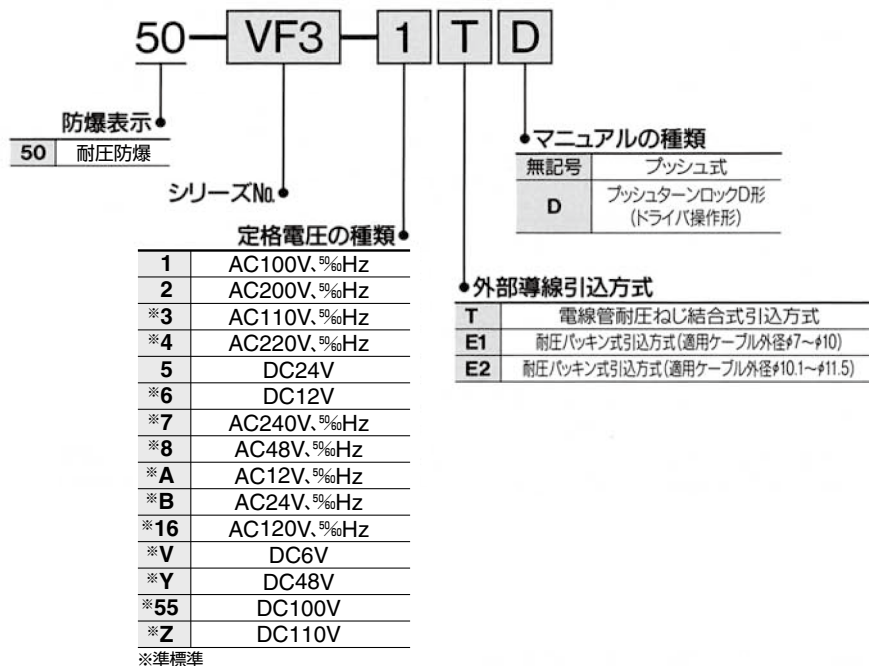 50-VF3-1TD
防爆表示
50 耐圧防爆
シリーズNo.
定格電圧の種類
1 AC100V、50/60Hz
2 AC200V、50/60Hz
※3 AC110V、50/60Hz
※4 AC220V、50/60Hz
5 DC24V
※6 DC12V
※7 AC240V、50/60Hz
※8 AC48V、50/60Hz
※A AC12V、50/60Hz
※B AC24V、50/60Hz
※16 AC120V、50/60Hz
※V DC6V
※Y DC48V
※55 DC100V
※Z DC110V
※準標準
マニュアルの種類
無記号 プッシュ式
D プッシュターンロックD形
(ドライバ操作形)
外部導線引込方式
T 電線管耐圧ねじ結合式引込方式
E1 耐圧パッキン式引込方式(適用ケーブル外径φ7~φ10)
E2 耐圧パッキン式引込方式(適用ケーブル外径φ10.1~φ11.5)